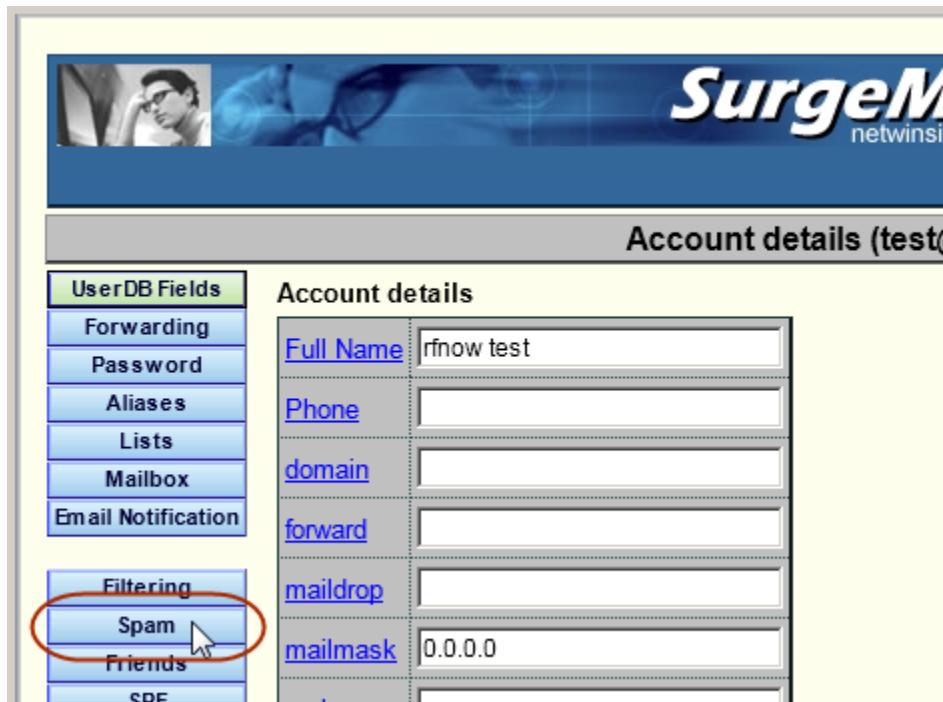 SurgeM
netwinsi
Account details (test
UserDB Fields
Forwarding
Password
Aliases
Lists
Mailbox
Email Notification
Filtering
Spam
Friends
SPF
Account details
Full Name rfnow test
Phone
domain
forward
maildrop
mailmask 0.0.0.0